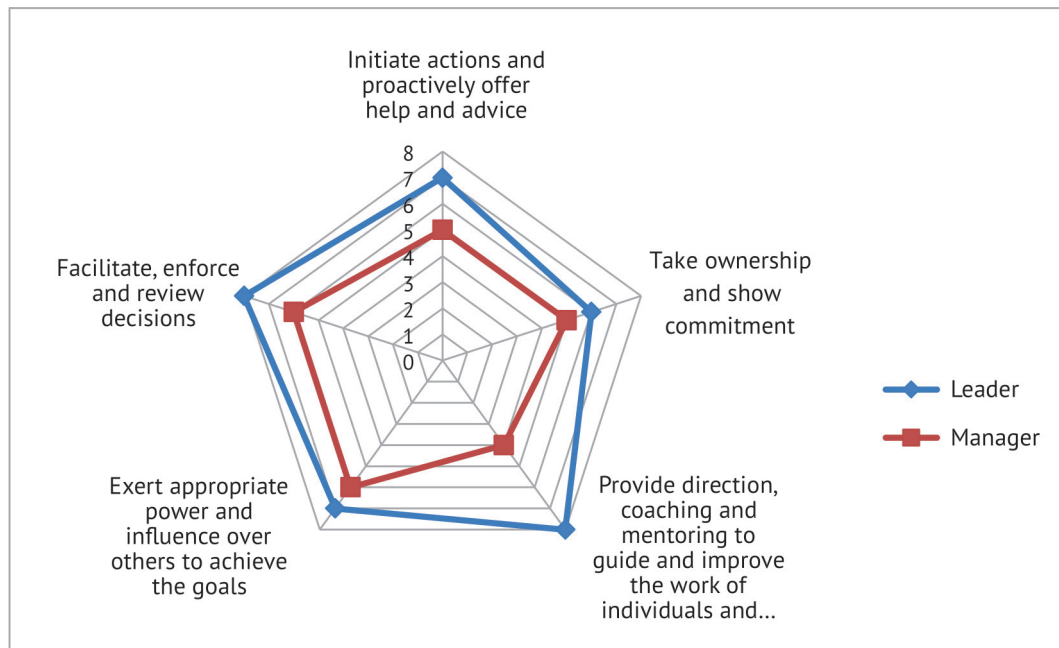 Initiate actions and
proactively offer
help and advice
8
7
6
5
4
3
2
1
0
Take ownership
and show
commitment
Facilitate, enforce
and review
decisions
Leader
Manager
Exert appropriate
power and
influence over
others to achieve
the goals
Provide direction,
coaching and
mentoring to
guide and improve
the work of
individuals and...